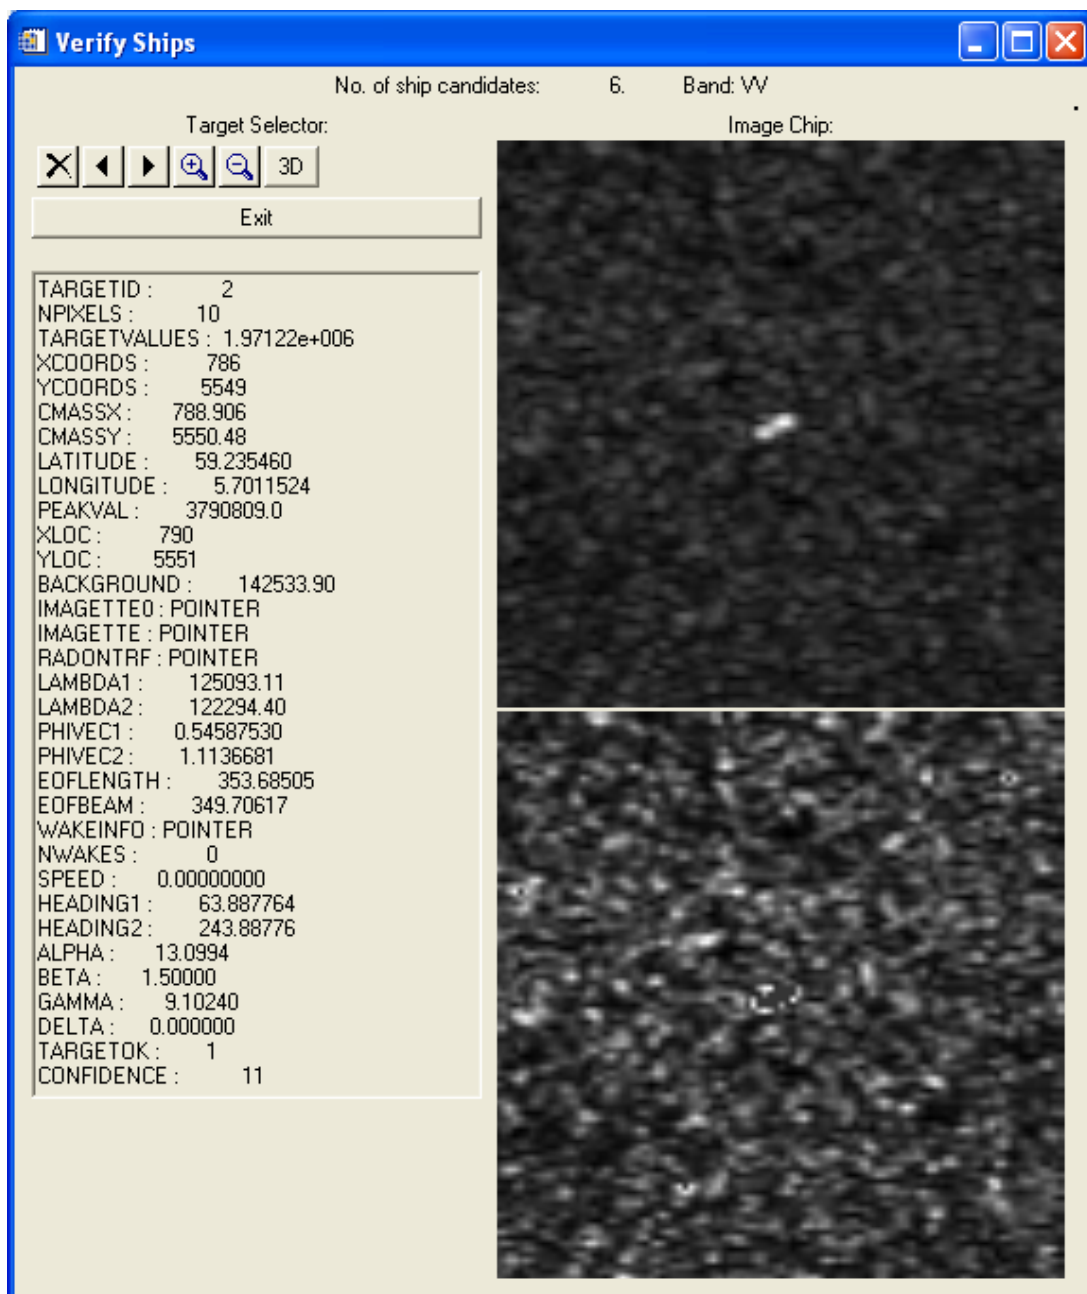 Verify Ships
No. of ship candidates: 6. Band: VV
Target Selector:
Image Chip:
3D
Exit
TARGETID : 2
NPIXELS : 10
TARGETVALUES : 1.97122e+006
XCOORDS : 786
YCOORDS : 5549
CMASSX : 788.906
CMASSY : 5550.48
LATITUDE : 59.235460
LONGITUDE : 5.7011524
PEAKVAL : 3790809.0
XLOC : 790
YLOC : 5551
BACKGROUND : 142533.90
IMAGETTE0 : POINTER
IMAGETTE : POINTER
RADONTRF : POINTER
LAMBDA1 : 125093.11
LAMBDA2 : 122294.40
PHIVEC1 : 0.54587530
PHIVEC2 : 1.1136681
EOFLENGTH : 353.68505
EOFBEAM : 349.70617
WAKEINFO : POINTER
NWAKES : 0
SPEED : 0.00000000
HEADING1 : 63.887764
HEADING2 : 243.88776
ALPHA : 13.0994
BETA : 1.50000
GAMMA : 9.10240
DELTA : 0.000000
TARGETOK : 1
CONFIDENCE : 11